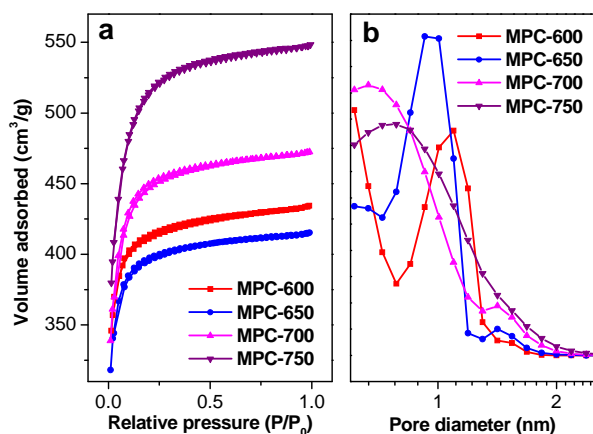 a
Volume adsorbed (cm³/g)
550
500
450
400
350
MPC-600
MPC-650
MPC-700
MPC-750
0.0
0.5
1.0
Relative pressure (P/P₀)
b
MPC-600
MPC-650
MPC-700
MPC-750
1
2
Pore diameter (nm)